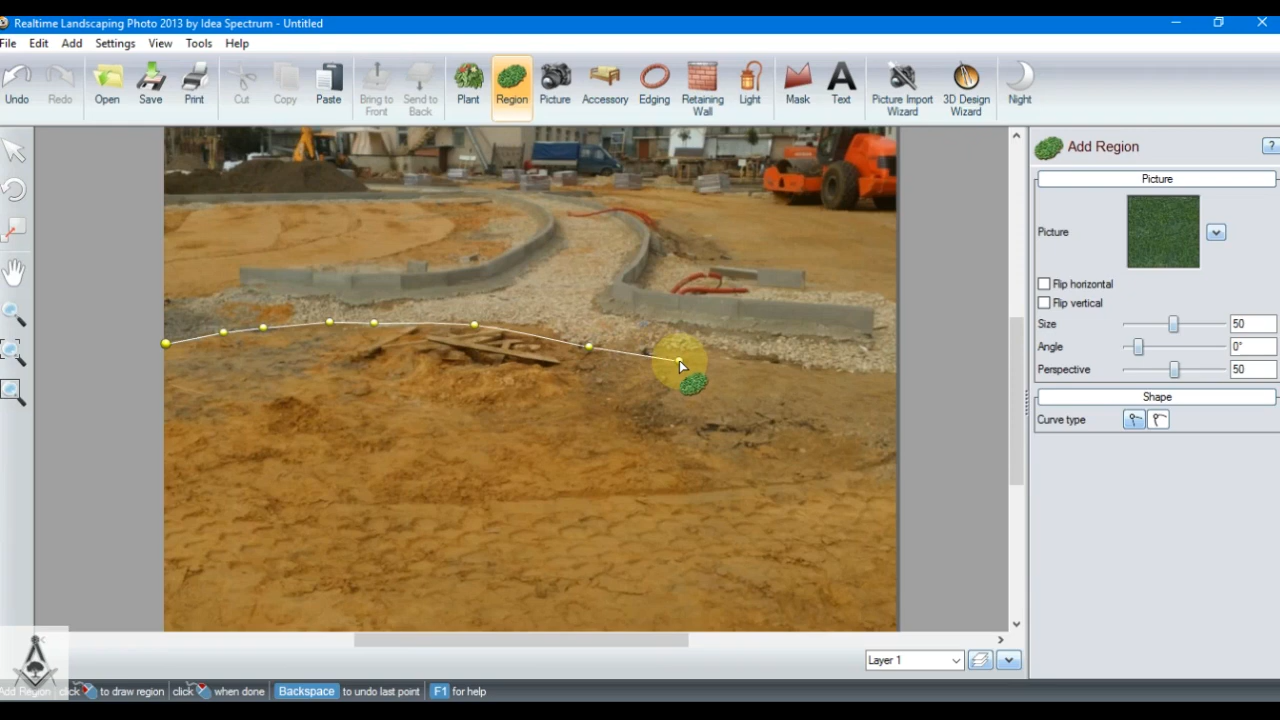 Realtime Landscaping Photo 2013 by Idea Spectrum - Untitled
File Edit Add Settings View Tools Help
Undo Redo Open Save Print Cut Copy Paste Bring to Front Send to Back Plant Region Picture Accessory Edging Retaining Wall Light Mask Text Picture Import Wizard 3D Design Wizard Night
Add Region ?
Picture
Picture
Flip horizontal
Flip vertical
Size 50
Angle 0°
Perspective 50
Shape
Curve type
Layer 1
Add Region click to draw region click when done Backspace to undo last point F1 for help